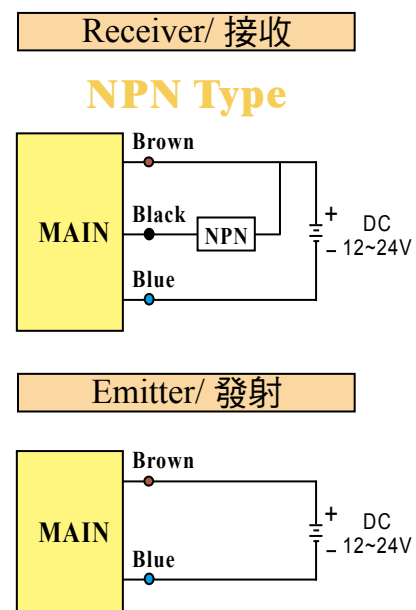 Receiver/ 接收
NPN Type
Brown
Black
MAIN
NPN
+
DC
– 12~24V
Blue
Emitter/ 發射
Brown
+
DC
MAIN
– 12~24V
Blue